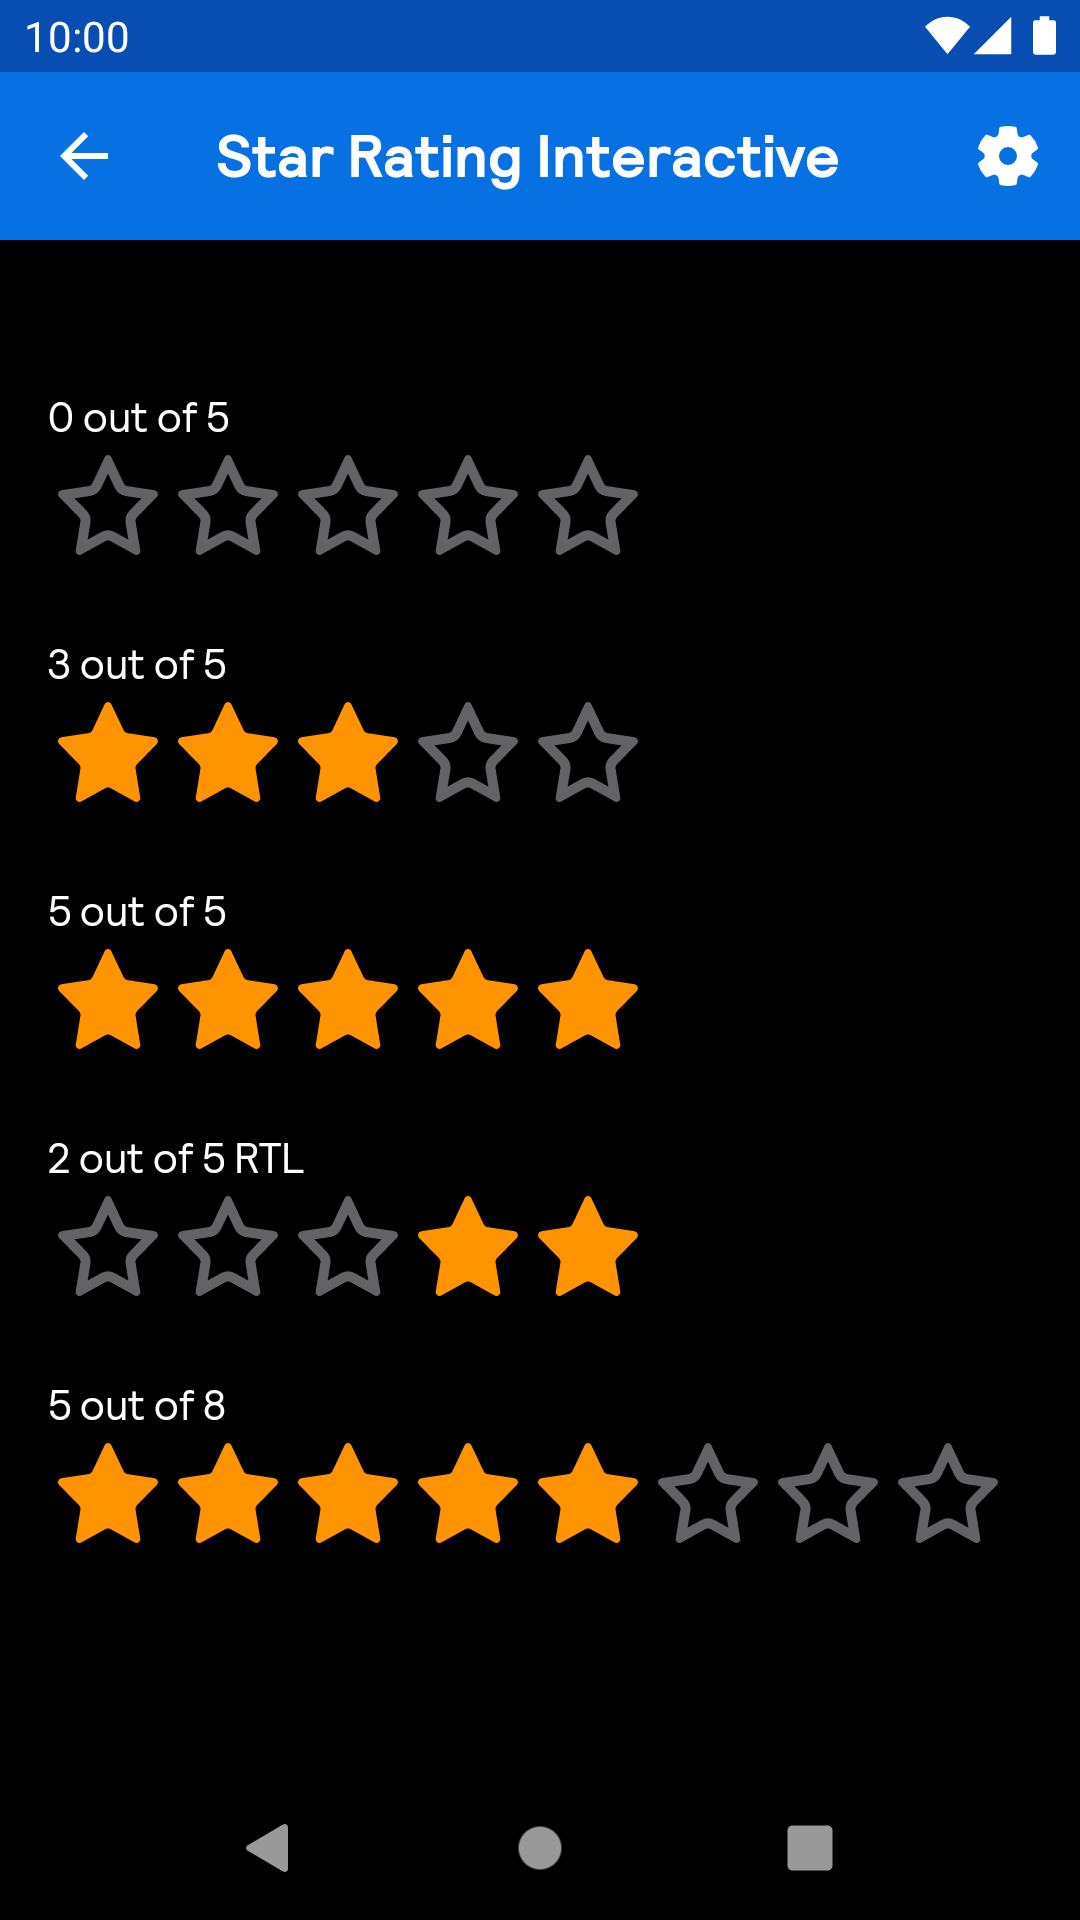 10:00
Star Rating Interactive
0 out of 5
3 out of 5
5 out of 5
2 out of 5 RTL
5 out of 8